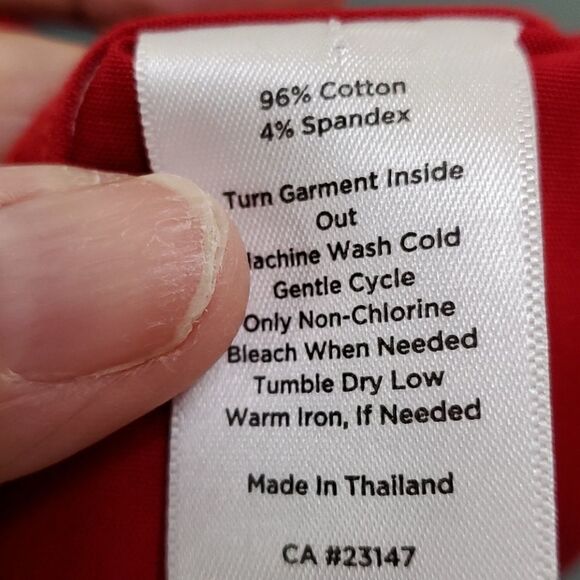 96% Cotton
4% Spandex
Turn Garment Inside
Out
Machine Wash Cold
Gentle Cycle
Only Non-Chlorine
Bleach When Needed
Tumble Dry Low
Warm Iron, If Needed
Made In Thailand
CA #23147